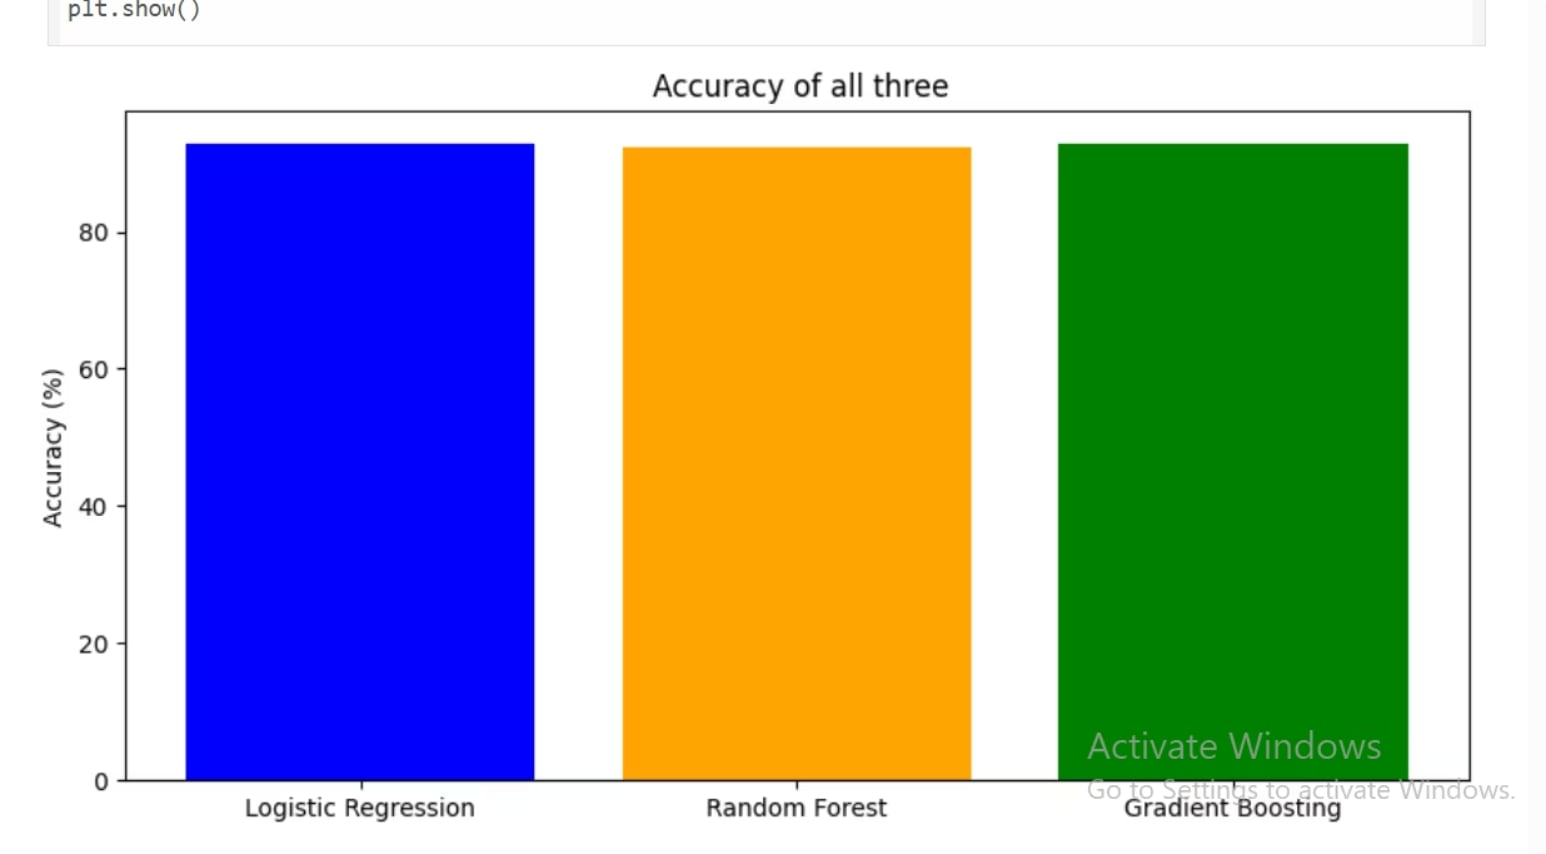 plt.show()
Accuracy of all three
Accuracy (%)
80
60
40
20
0
Logistic Regression
Random Forest
Gradient Boosting
Activate Windows
Go to Settings to activate Windows.